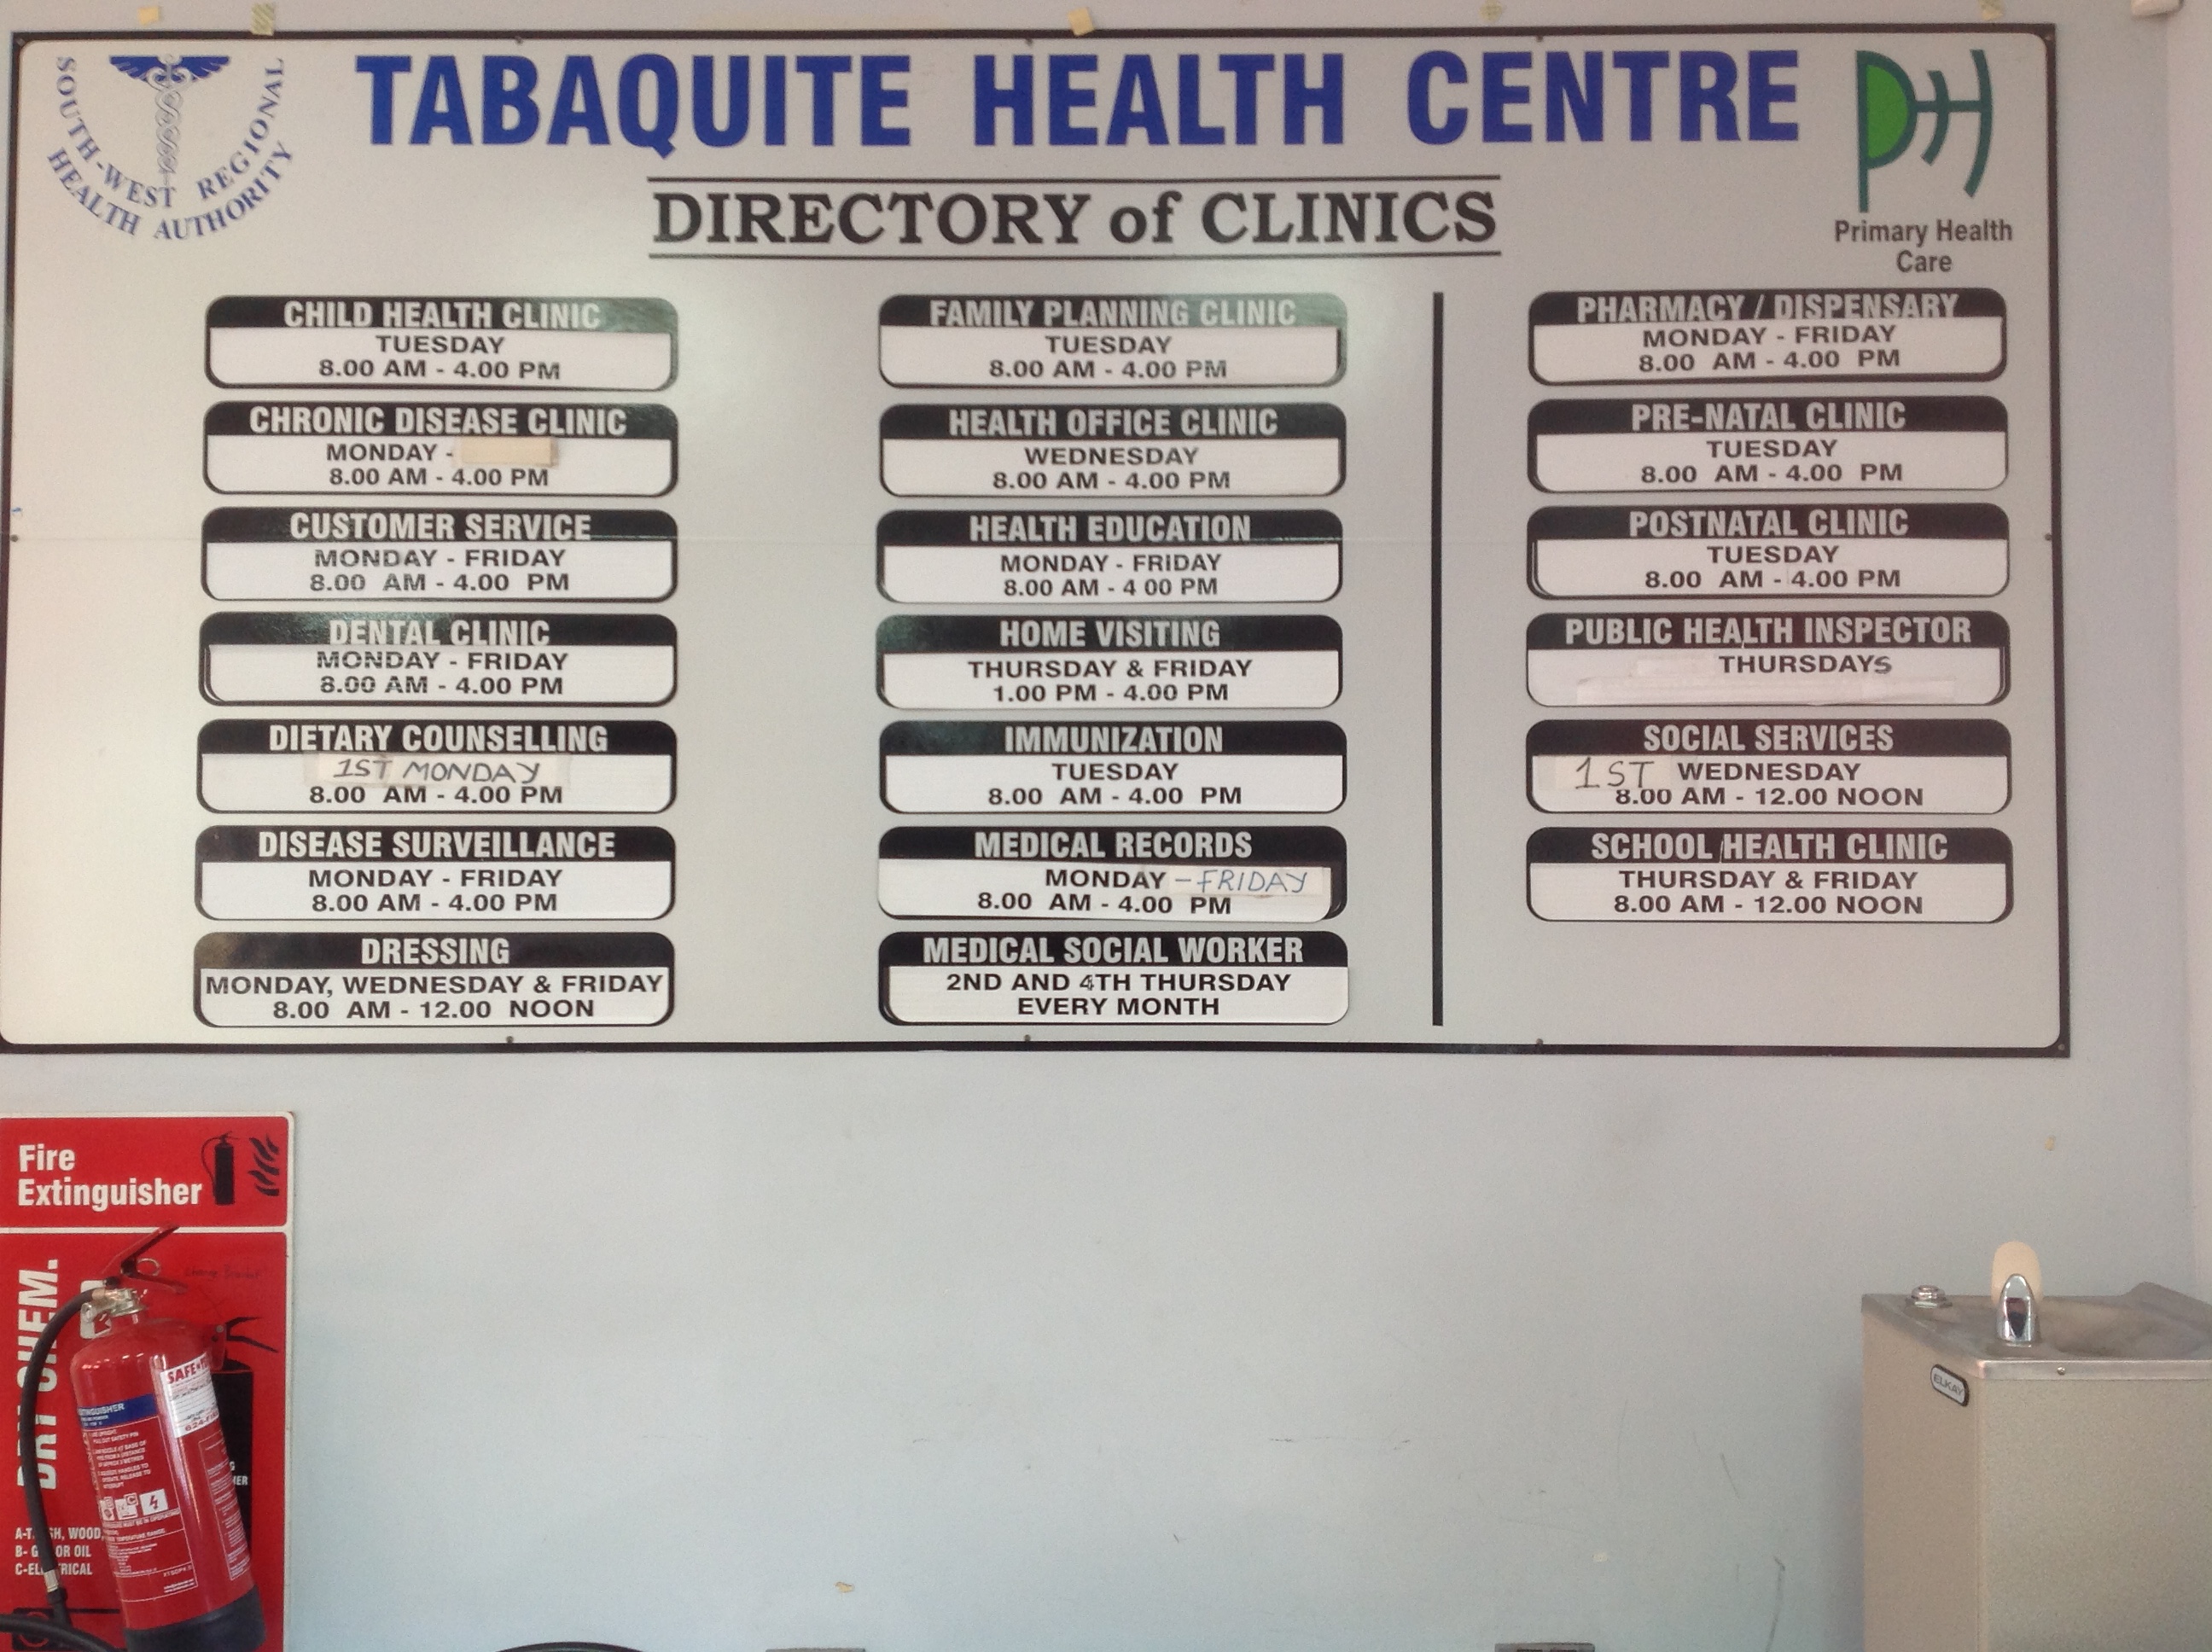 SOUTH-WEST REGIONAL
HEALTH AUTHORITY
TABAQUITE HEALTH CENTRE
Primary Health
Care
DIRECTORY of CLINICS
CHILD HEALTH CLINIC
TUESDAY
8.00 AM - 4.00 PM
CHRONIC DISEASE CLINIC
MONDAY -
8.00 AM - 4.00 PM
CUSTOMER SERVICE
MONDAY - FRIDAY
8.00 AM - 4.00 PM
DENTAL CLINIC
MONDAY - FRIDAY
8.00 AM - 4.00 PM
DIETARY COUNSELLING
1ST MONDAY
8.00 AM - 4.00 PM
DISEASE SURVEILLANCE
MONDAY - FRIDAY
8.00 AM - 4.00 PM
DRESSING
MONDAY, WEDNESDAY & FRIDAY
8.00 AM - 12.00 NOON
FAMILY PLANNING CLINIC
TUESDAY
8.00 AM - 4.00 PM
HEALTH OFFICE CLINIC
WEDNESDAY
8.00 AM - 4.00 PM
HEALTH EDUCATION
MONDAY - FRIDAY
8.00 AM - 4 00 PM
HOME VISITING
THURSDAY & FRIDAY
1.00 PM - 4.00 PM
IMMUNIZATION
TUESDAY
8.00 AM - 4.00 PM
MEDICAL RECORDS
MONDAY - FRIDAY
8.00 AM - 4.00 PM
MEDICAL SOCIAL WORKER
2ND AND 4TH THURSDAY
EVERY MONTH
PHARMACY / DISPENSARY
MONDAY - FRIDAY
8.00 AM - 4.00 PM
PRE-NATAL CLINIC
TUESDAY
8.00 AM - 4.00 PM
POSTNATAL CLINIC
TUESDAY
8.00 AM - 4.00 PM
PUBLIC HEALTH INSPECTOR
THURSDAYS
SOCIAL SERVICES
1ST WEDNESDAY
8.00 AM - 12.00 NOON
SCHOOL HEALTH CLINIC
THURSDAY & FRIDAY
8.00 AM - 12.00 NOON
Fire
Extinguisher
DRY CHEM.
WOOD,
OR OIL
ELKAY